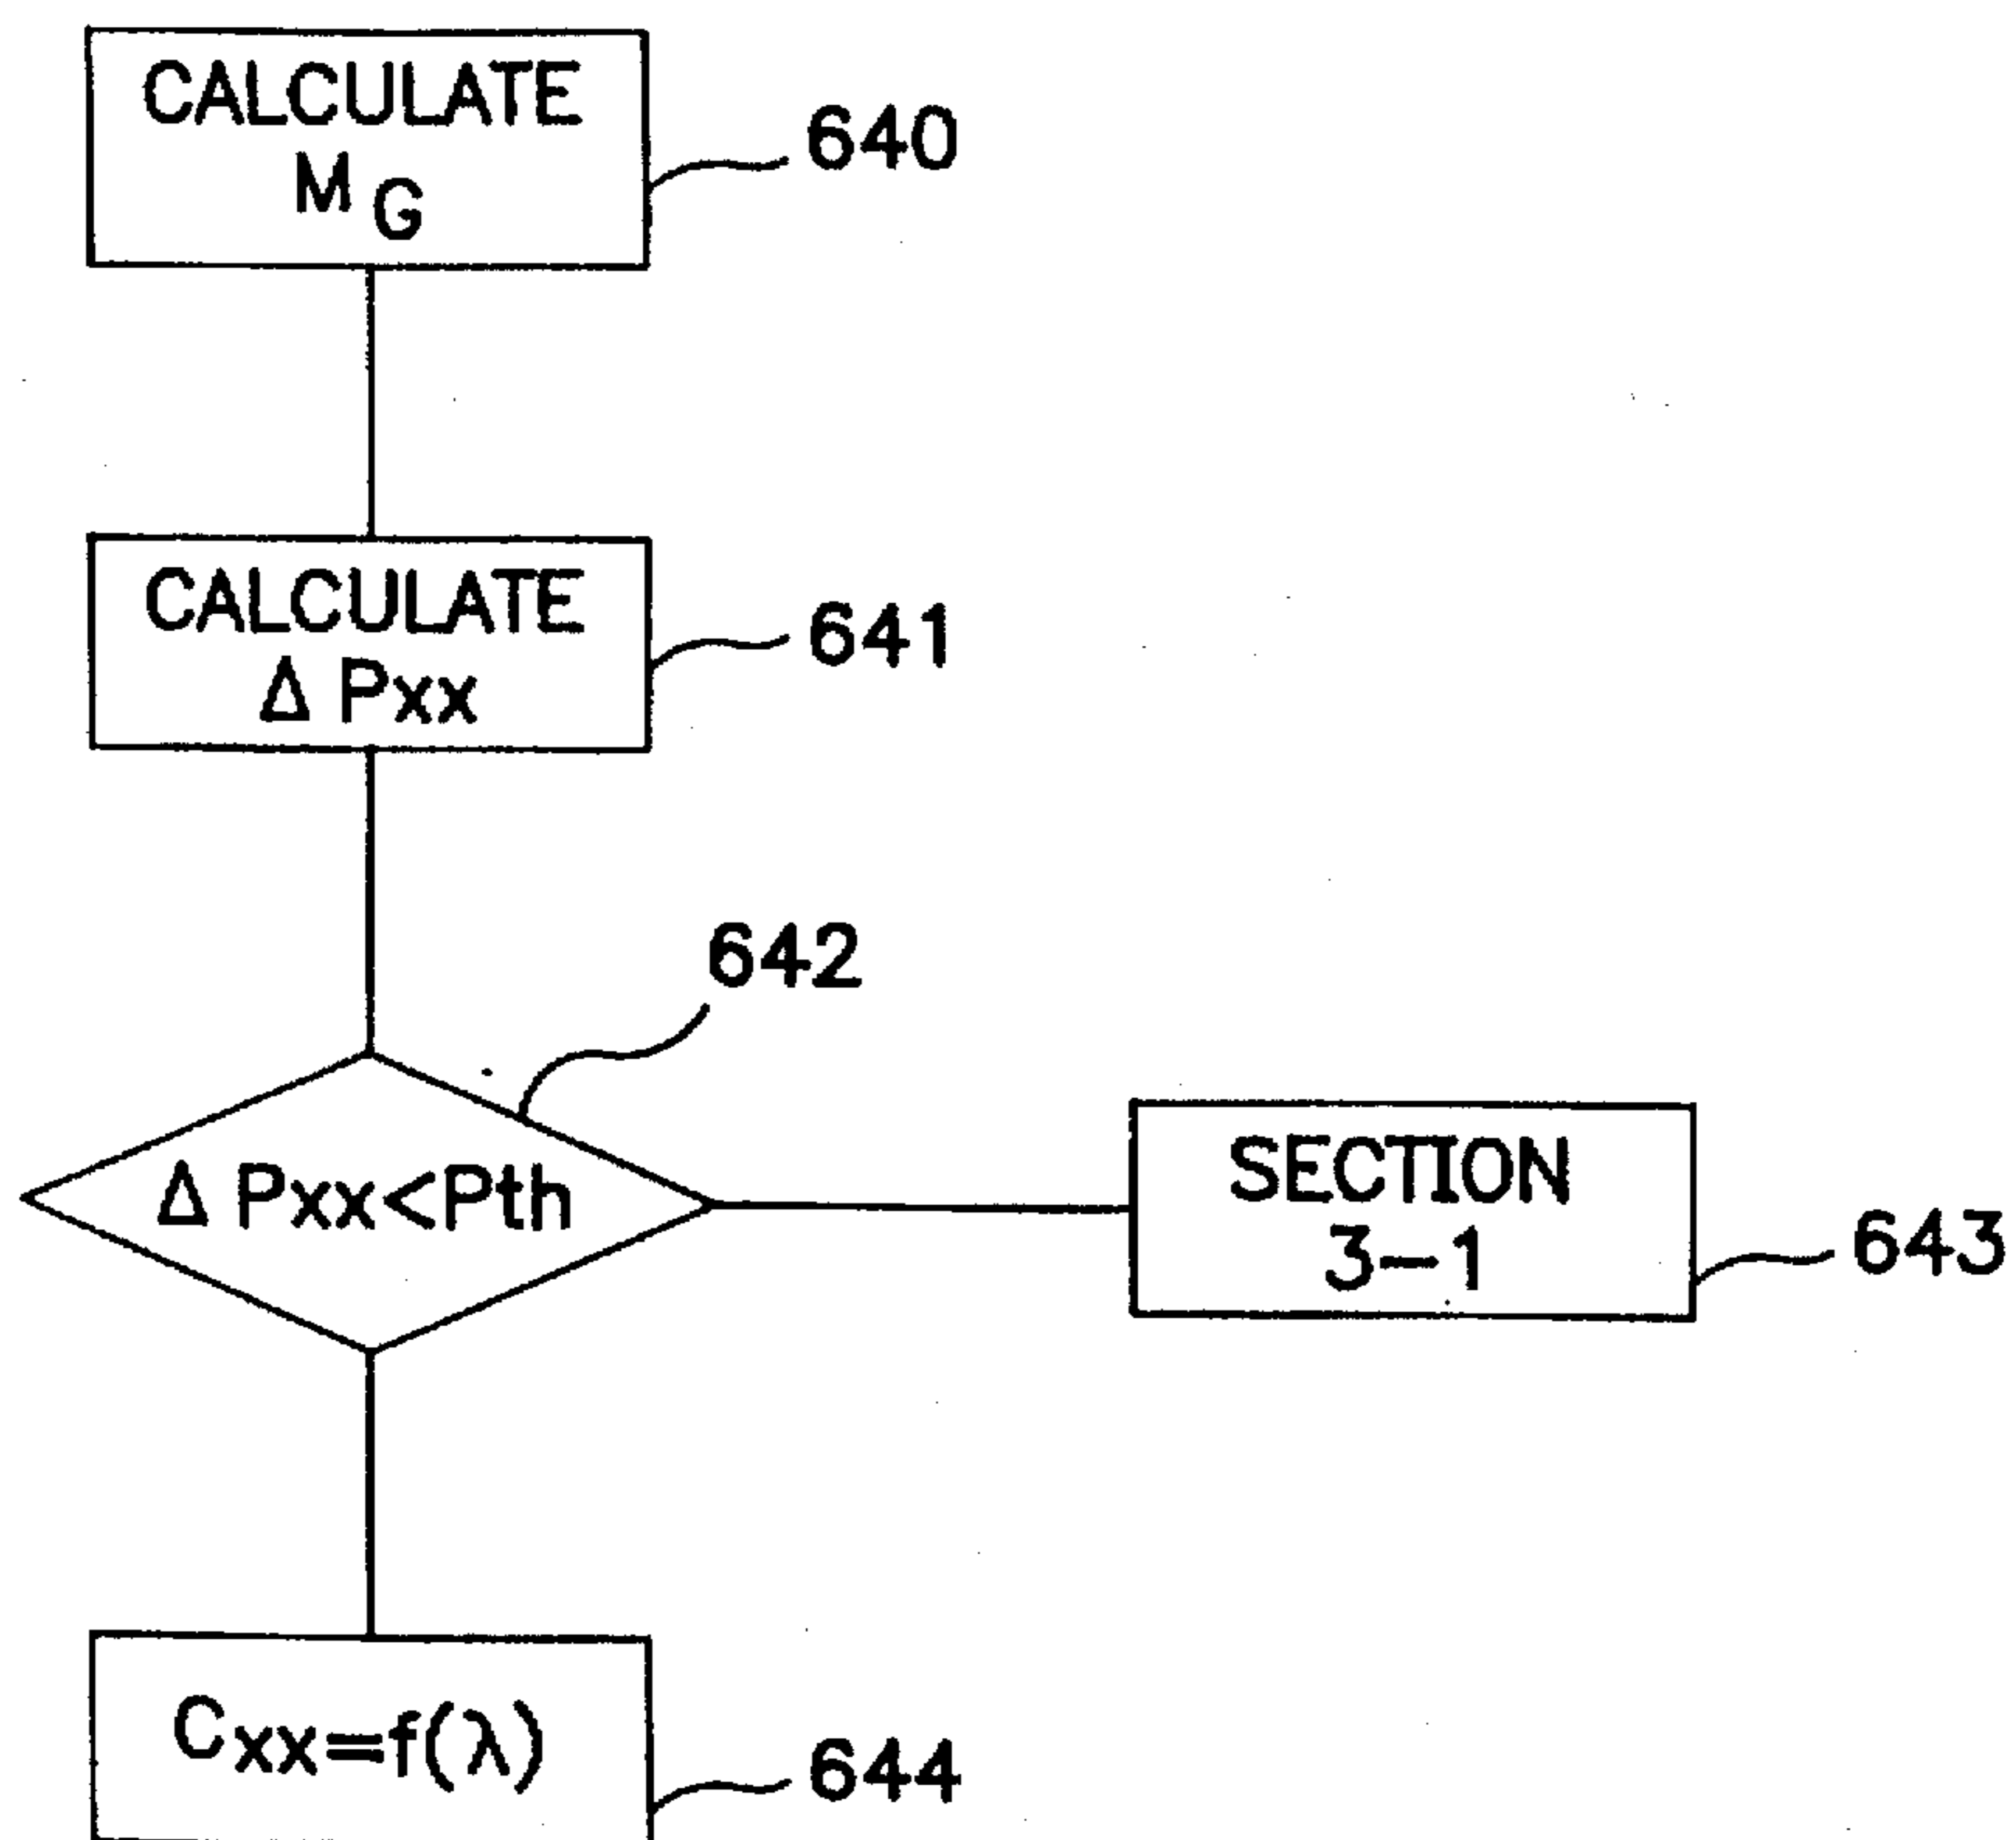 CALCULATE
M G
640
CALCULATE
Δ Pxx
641
642
Δ Pxx<Pth
SECTION
3-1
643
Cxx=f(λ)
644